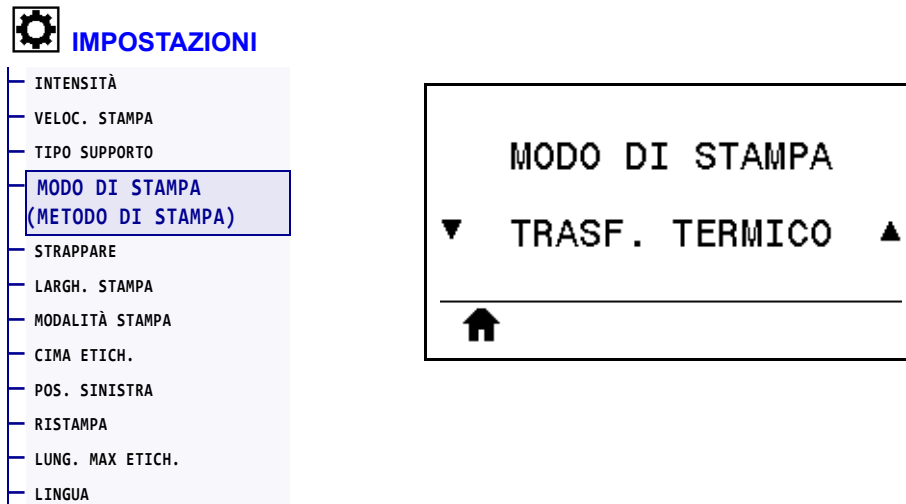 IMPOSTAZIONI
INTENSITÀ
VELOC. STAMPA
TIPO SUPPORTO
MODO DI STAMPA
(METODO DI STAMPA)
STRAPPARE
LARGH. STAMPA
MODALITÀ STAMPA
CIMA ETICH.
POS. SINISTRA
RISTAMPA
LUNG. MAX ETICH.
LINGUA
MODO DI STAMPA
▼ TRASF. TERMICO ▲